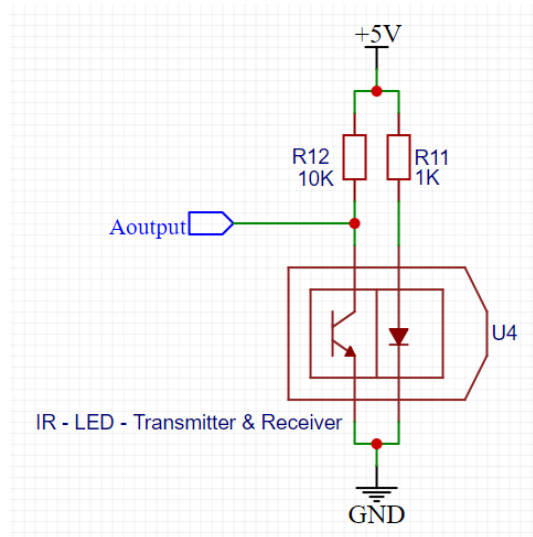 +5V
R12
10K
R11
1K
Aoutput
U4
IR - LED - Transmitter & Receiver
GND